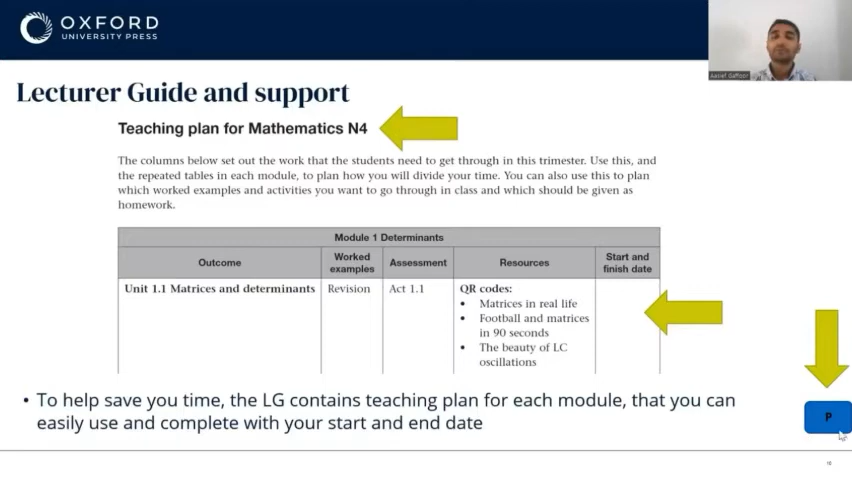 OXFORD
UNIVERSITY PRESS
Aasief Gaffoor
Lecturer Guide and support
Teaching plan for Mathematics N4
The columns below set out the work that the students need to get through in this trimester. Use this, and
the repeated tables in each module, to plan how you will divide your time. You can also use this to plan
which worked examples and activities you want to go through in class and which should be given as
homework.
Module 1 Determinants
Outcome
Worked
examples
Assessment
Resources
Start and
finish date
Unit 1.1 Matrices and determinants
Revision
Act 1.1
QR codes:
• Matrices in real life
• Football and matrices
in 90 seconds
• The beauty of LC
oscillations
P
• To help save you time, the LG contains teaching plan for each module, that you can
easily use and complete with your start and end date